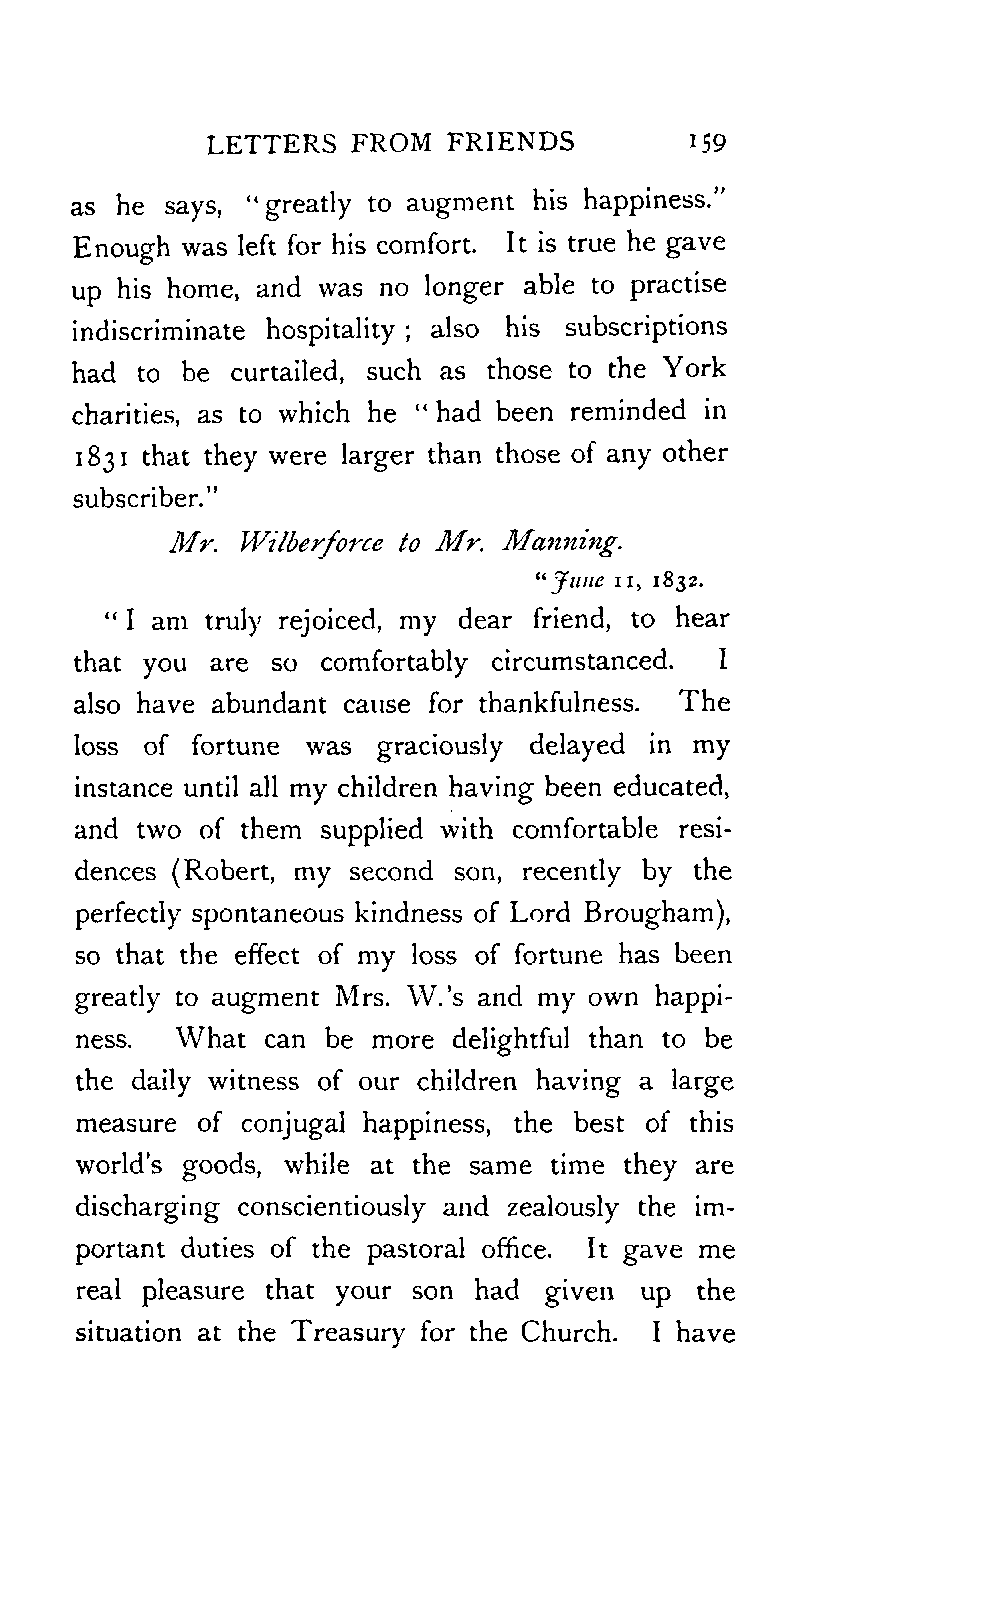 LETTERS FROM FRIENDS 159
as he says, "greatly to augment his happiness."
Enough was left for his comfort. It is true he gave
up his home, and was no longer able to practise
indiscriminate hospitality ; also his subscriptions
had to be curtailed, such as those to the York
charities, as to which he "had been reminded in
1831 that they were larger than those of any other
subscriber."
Mr. Wilberforce to Mr. Manning.
"June 11, 1832.
"I am truly rejoiced, my dear friend, to hear
that you are so comfortably circumstanced. I
also have abundant cause for thankfulness. The
loss of fortune was graciously delayed in my
instance until all my children having been educated,
and two of them supplied with comfortable resi-
dences (Robert, my second son, recently by the
perfectly spontaneous kindness of Lord Brougham),
so that the effect of my loss of fortune has been
greatly to augment Mrs. W.'s and my own happi-
ness. What can be more delightful than to be
the daily witness of our children having a large
measure of conjugal happiness, the best of this
world's goods, while at the same time they are
discharging conscientiously and zealously the im-
portant duties of the pastoral office. It gave me
real pleasure that your son had given up the
situation at the Treasury for the Church. I have